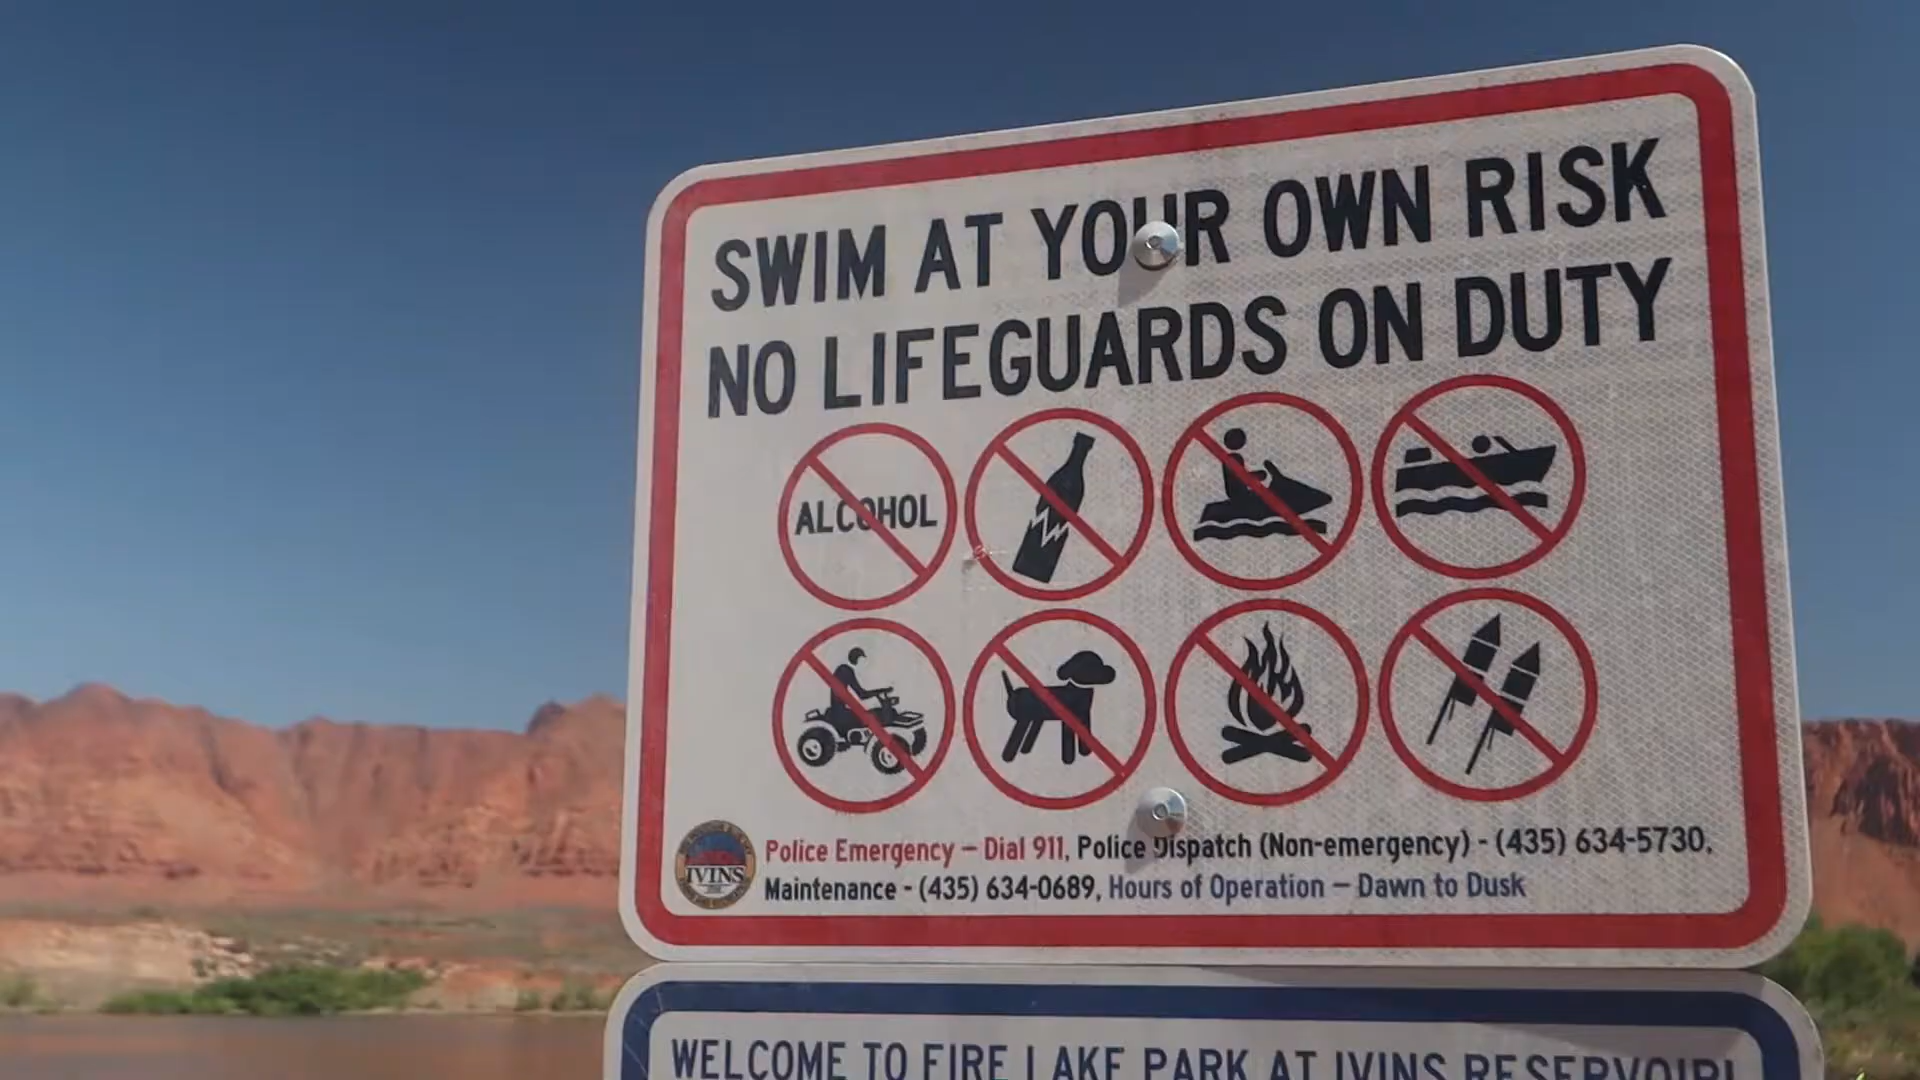 SWIM AT YOUR OWN RISK
NO LIFEGUARDS ON DUTY
ALCOHOL
IVINS
Police Emergency – Dial 911, Police Dispatch (Non-emergency) - (435) 634-5730,
Maintenance - (435) 634-0689, Hours of Operation – Dawn to Dusk
WELCOME TO FIRE LAKE PARK AT IVINS RESERVOIR!